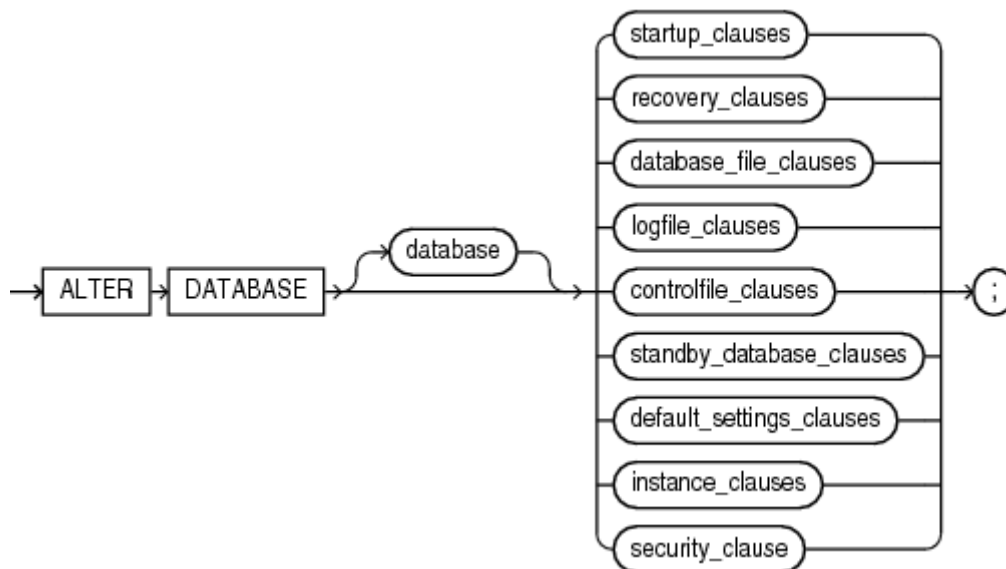 startup_clauses
recovery_clauses
database_file_clauses
logfile_clauses
database
ALTER DATABASE controlfile_clauses ;
standby_database_clauses
default_settings_clauses
instance_clauses
security_clause